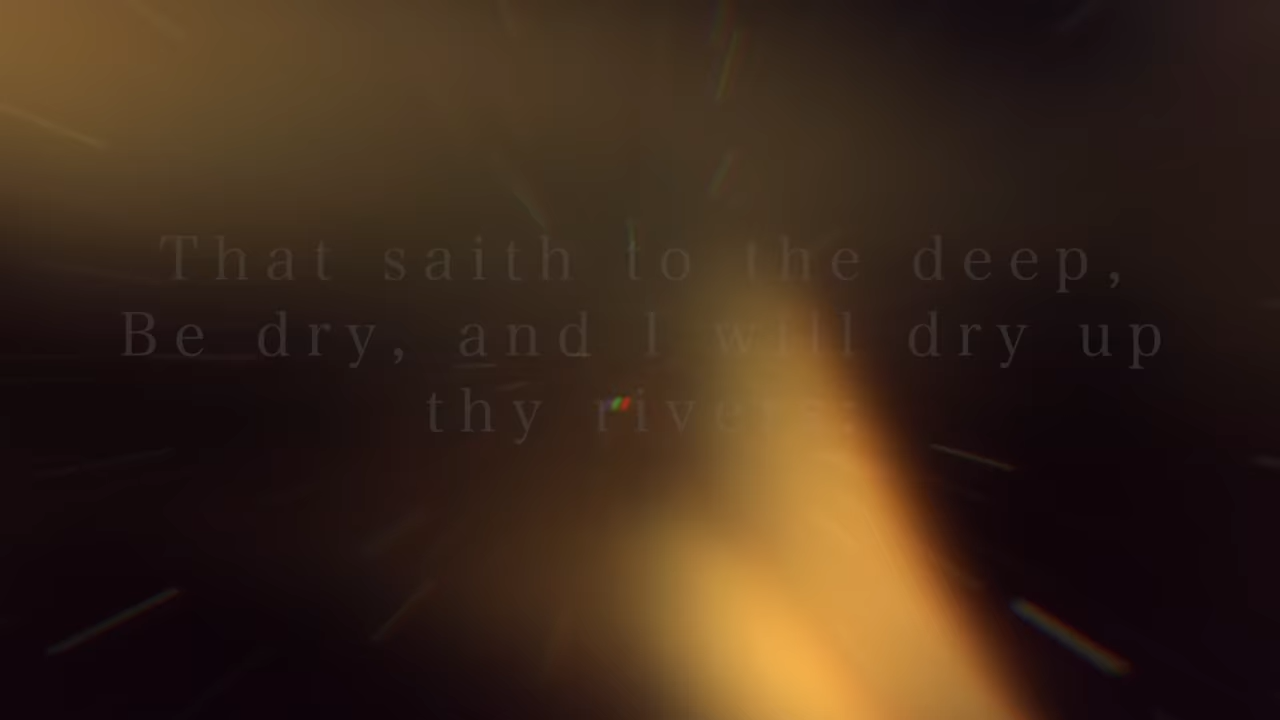 That saith to the deep,
Be dry, and I will dry up
thy rivers: